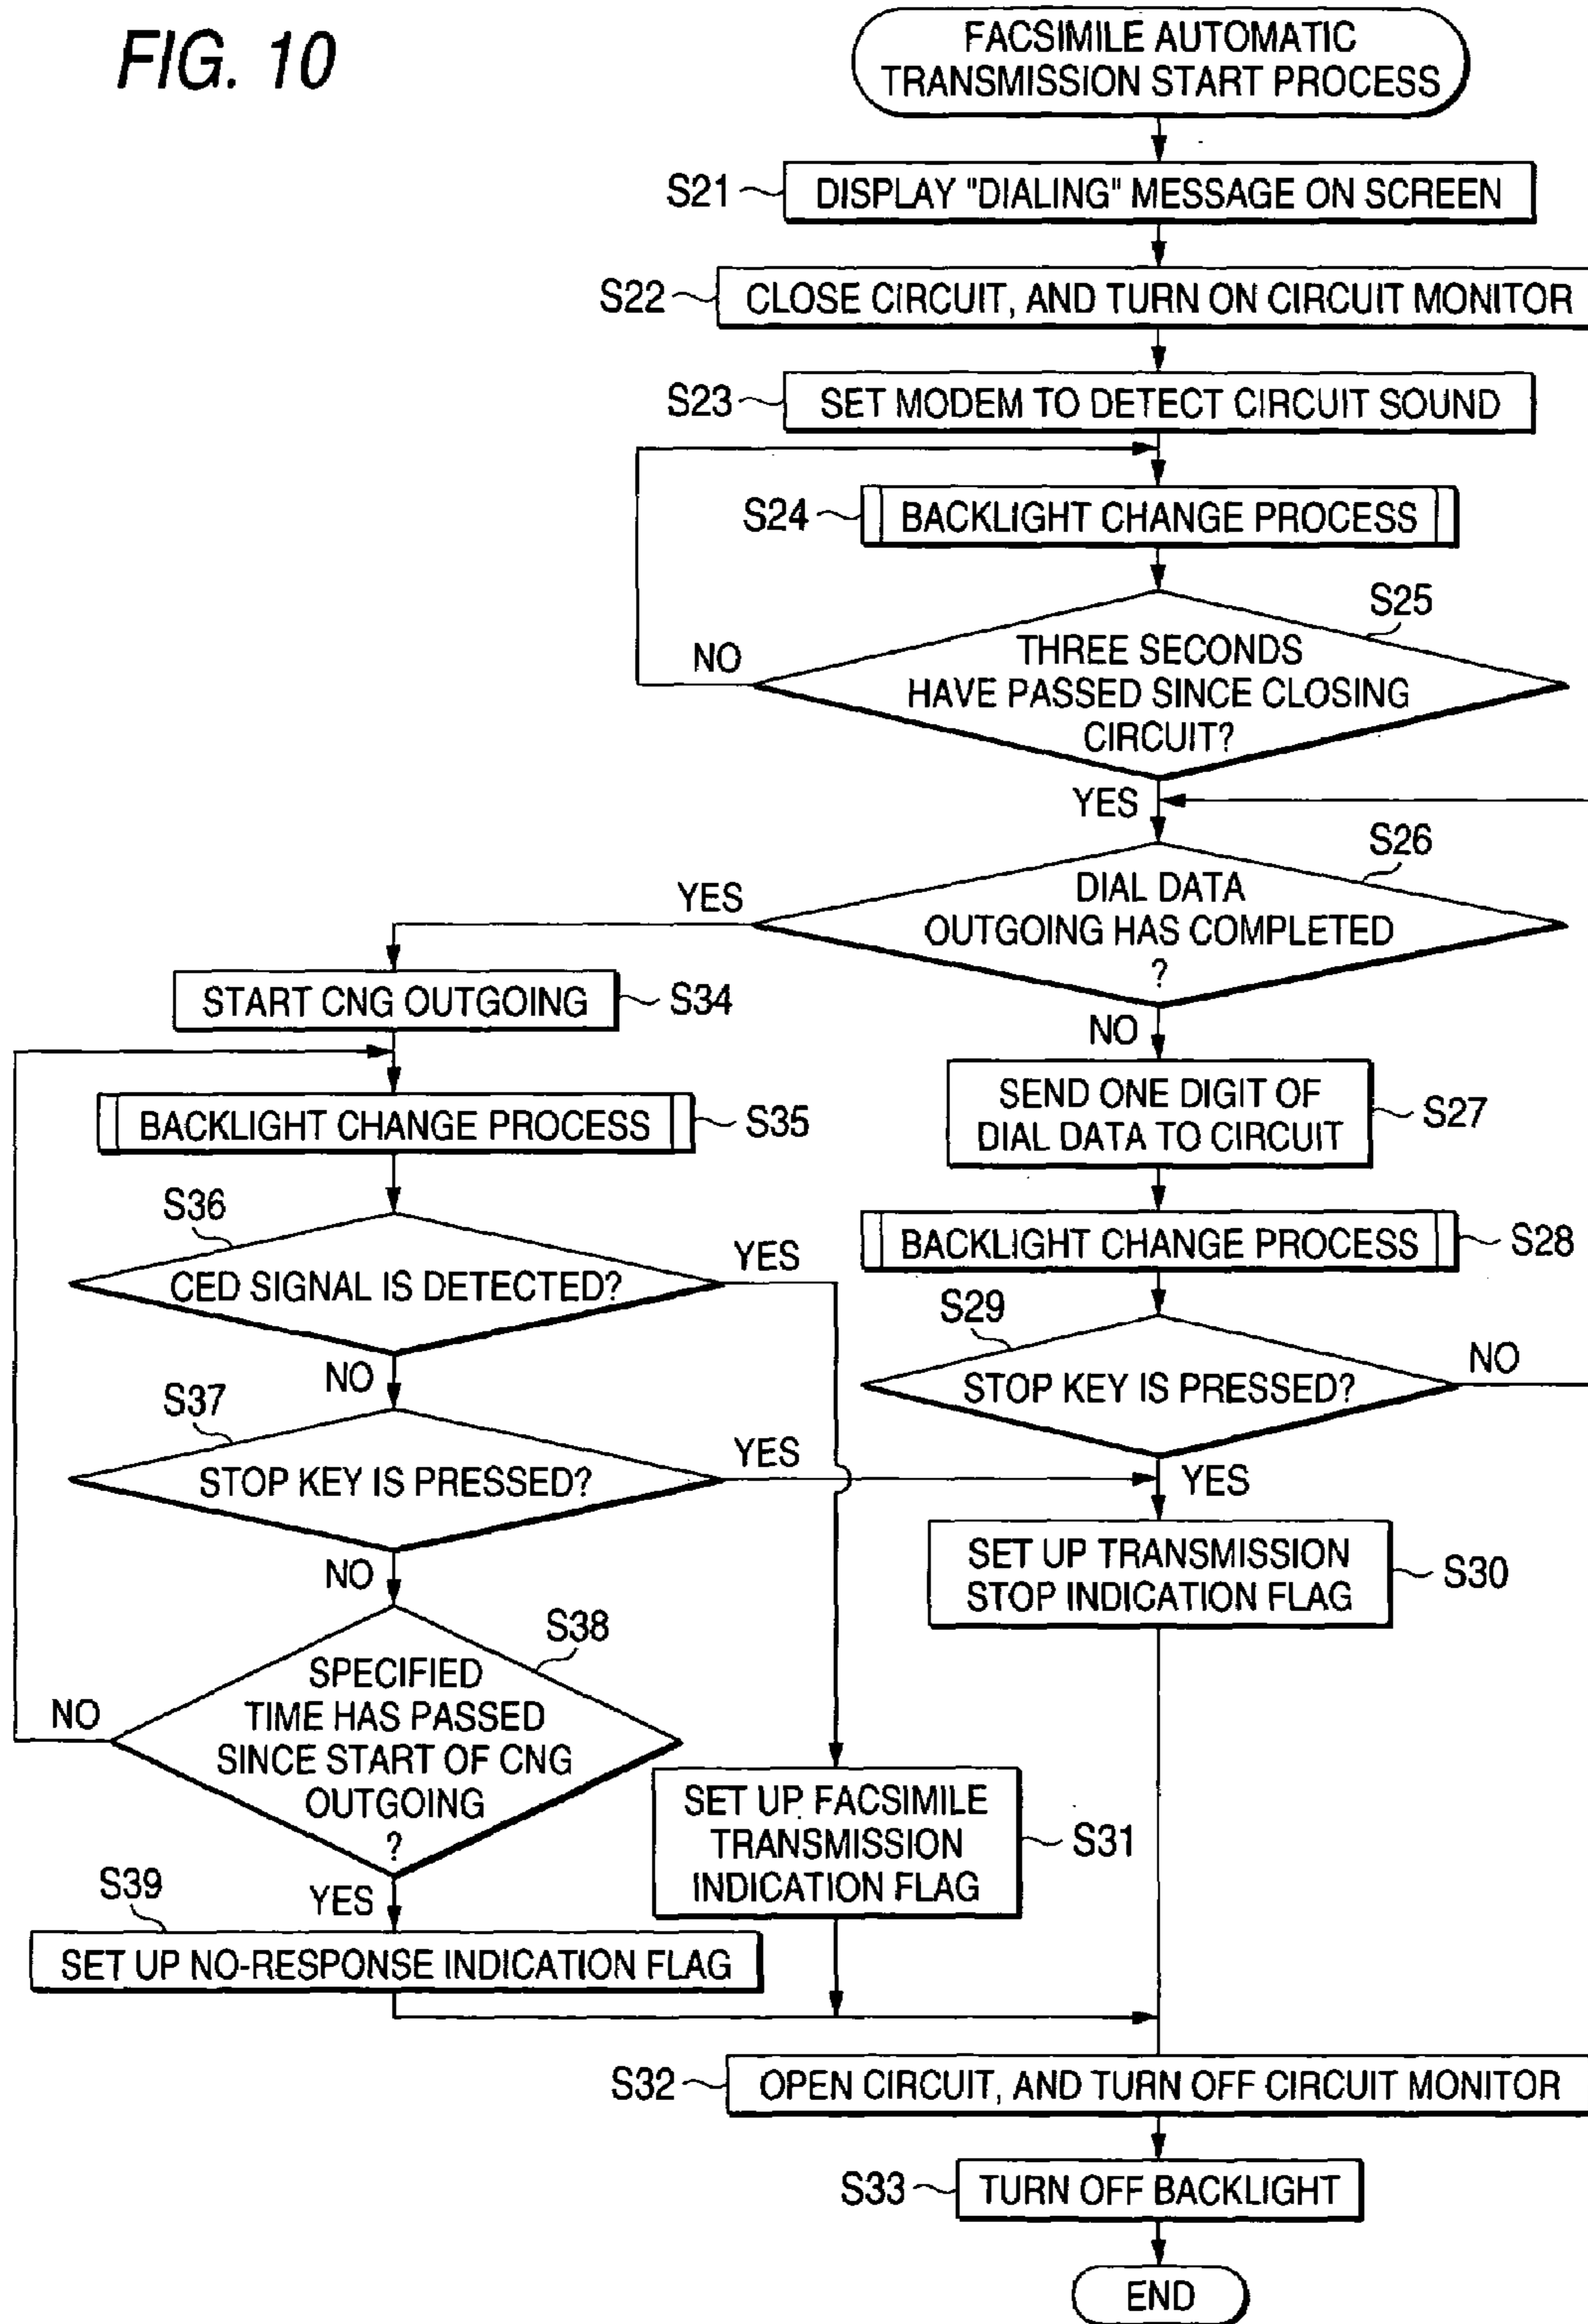 FIG. 10
FACSIMILE AUTOMATIC
TRANSMISSION START PROCESS
S21
DISPLAY "DIALING" MESSAGE ON SCREEN
S22
CLOSE CIRCUIT, AND TURN ON CIRCUIT MONITOR
S23
SET MODEM TO DETECT CIRCUIT SOUND
S24
BACKLIGHT CHANGE PROCESS
S25
THREE SECONDS
HAVE PASSED SINCE CLOSING
CIRCUIT?
NO
YES
S26
DIAL DATA
OUTGOING HAS COMPLETED
?
YES
NO
START CNG OUTGOING
S34
SEND ONE DIGIT OF
DIAL DATA TO CIRCUIT
S27
BACKLIGHT CHANGE PROCESS
S35
BACKLIGHT CHANGE PROCESS
S28
S36
CED SIGNAL IS DETECTED?
YES
NO
S29
STOP KEY IS PRESSED?
NO
YES
S37
STOP KEY IS PRESSED?
YES
NO
SET UP TRANSMISSION
STOP INDICATION FLAG
S30
S38
SPECIFIED
TIME HAS PASSED
SINCE START OF CNG
OUTGOING
?
NO
YES
SET UP FACSIMILE
TRANSMISSION
INDICATION FLAG
S31
S39
SET UP NO-RESPONSE INDICATION FLAG
S32
OPEN CIRCUIT, AND TURN OFF CIRCUIT MONITOR
S33
TURN OFF BACKLIGHT
END